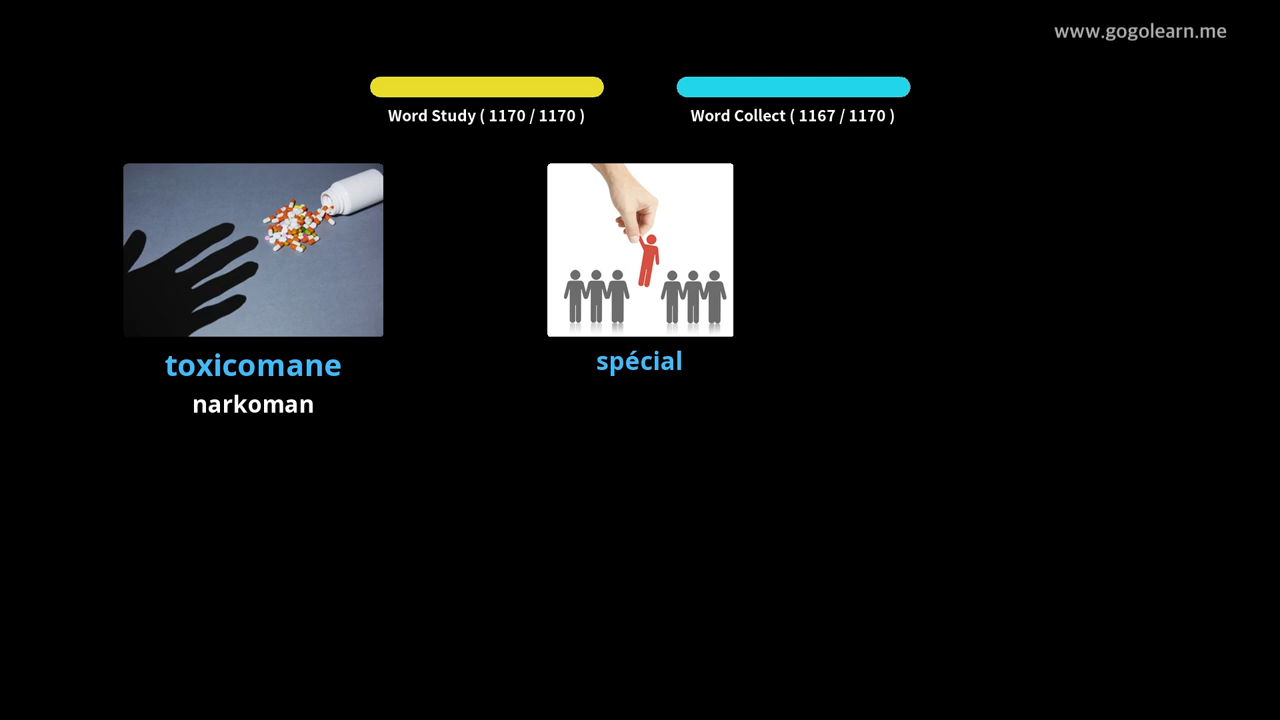 www.gogolearn.me
Word Study ( 1170 / 1170 )
Word Collect ( 1167 / 1170 )
toxicomane
narkoman
spécial